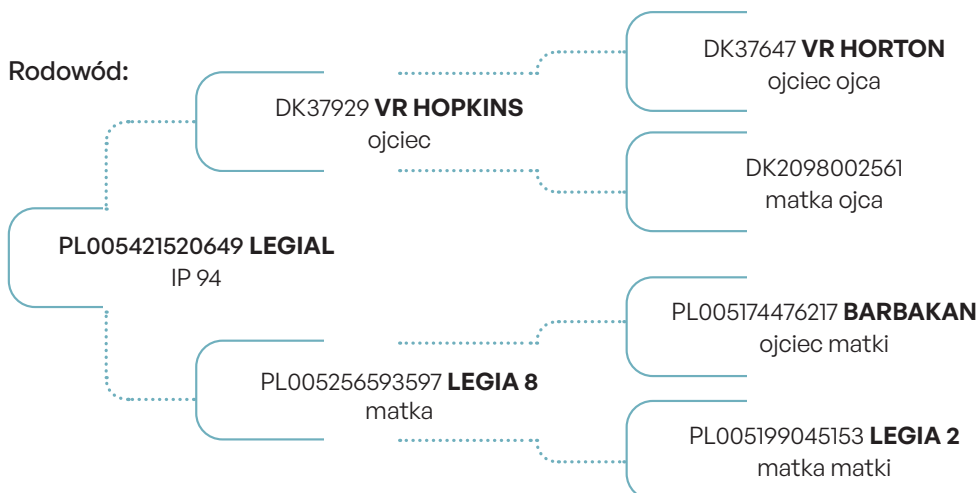 Rodowód:
DK37647 VR HORTON
ojciec ojca
DK37929 VR HOPKINS
ojciec
DK2098002561
matka ojca
PL005421520649 LEGIAL
IP 94
PL005174476217 BARBAKAN
ojciec matki
PL005256593597 LEGIA 8
matka
PL005199045153 LEGIA 2
matka matki